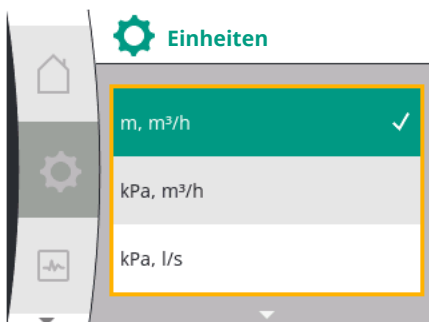 Einheiten
m, m³/h
kPa, m³/h
kPa, l/s